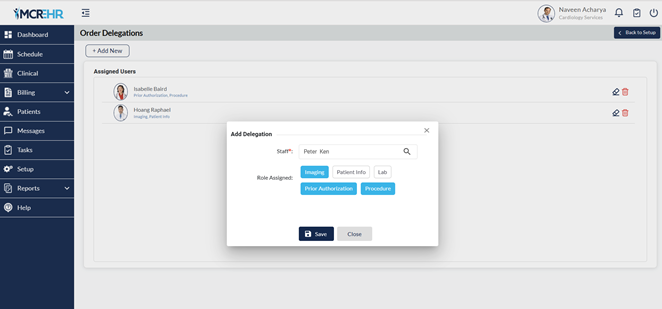 MCREHR
Naveen Acharya
Cardiology Services
Dashboard
Schedule
Clinical
Billing
Patients
Messages
Tasks
Setup
Reports
Help
Order Delegations
Back to Setup
+ Add New
Assigned Users
Isabelle Baird
Prior Authorization, Procedure
Hoang Raphael
Imaging, Patient Info
Add Delegation
Staff*: Peter Ken
Role Assigned: Imaging Patient Info Lab
Prior Authorization Procedure
Save Close